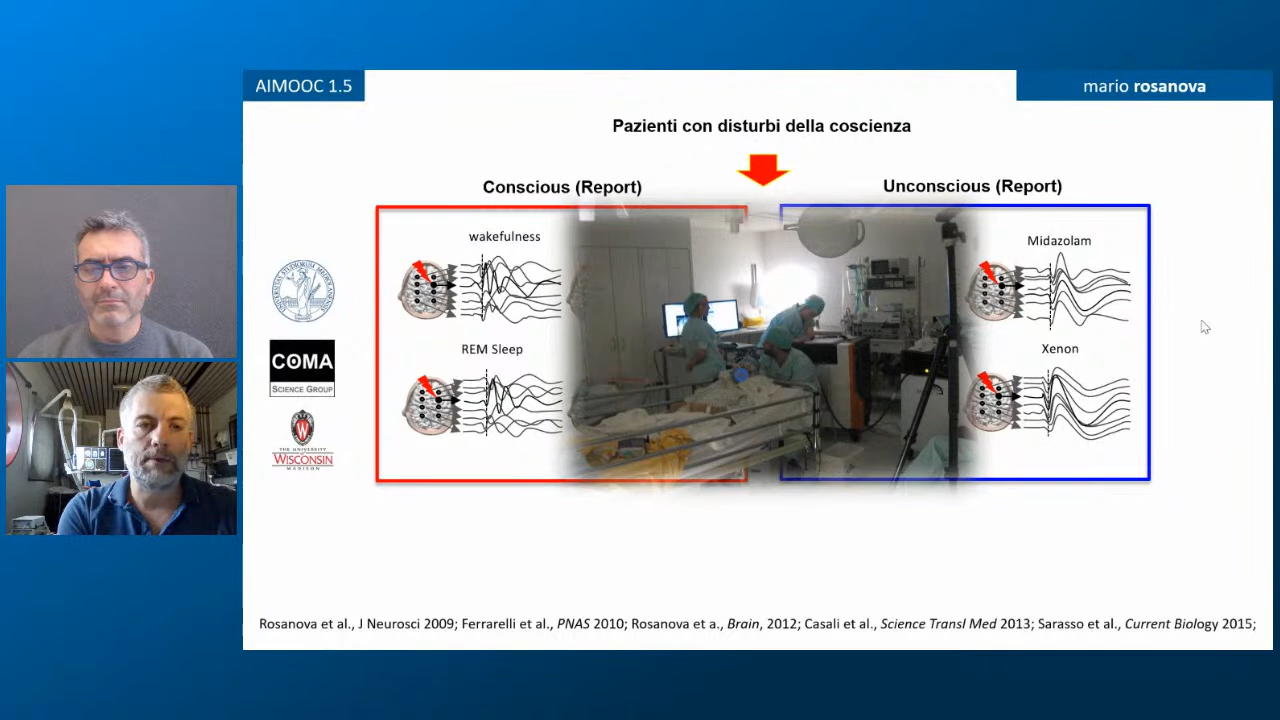 AIMOOC 1.5
mario rosanova
Pazienti con disturbi della coscienza
Conscious (Report)
Unconscious (Report)
wakefulness
Midazolam
REM Sleep
Xenon
COMA
SCIENCE GROUP
THE UNIVERSITY
WISCONSIN
MADISON
Rosanova et al., J Neurosci 2009; Ferrarelli et al., PNAS 2010; Rosanova et a., Brain, 2012; Casali et al., Science Transl Med 2013; Sarasso et al., Current Biology 2015;